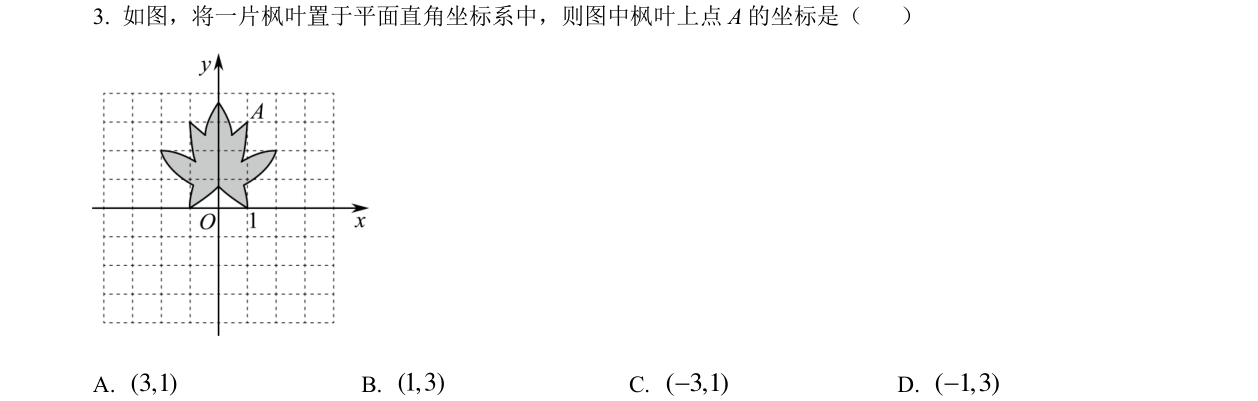 3. 如图，将一片枫叶置于平面直角坐标系中，则图中枫叶上点 A 的坐标是（　　）
y
A
O 1 x
A. (3,1) B. (1,3) C. (−3,1) D. (−1,3)